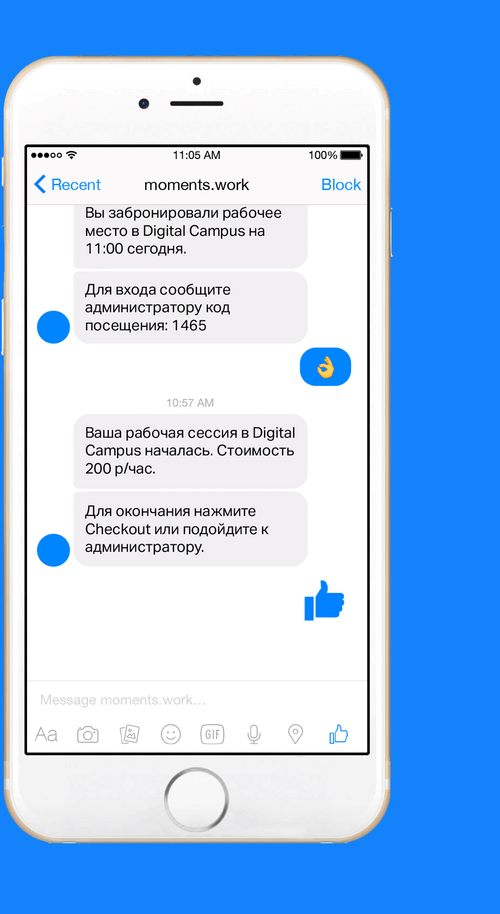 11:05 AM 100%
Recent moments.work Block
Вы забронировали рабочее
место в Digital Campus на
11:00 сегодня.
Для входа сообщите
администратору код
посещения: 1465
10:57 AM
Ваша рабочая сессия в Digital
Campus началась. Стоимость
200 р/час.
Для окончания нажмите
Checkout или подойдите к
администратору.
Message moments.work...
Aa GIF